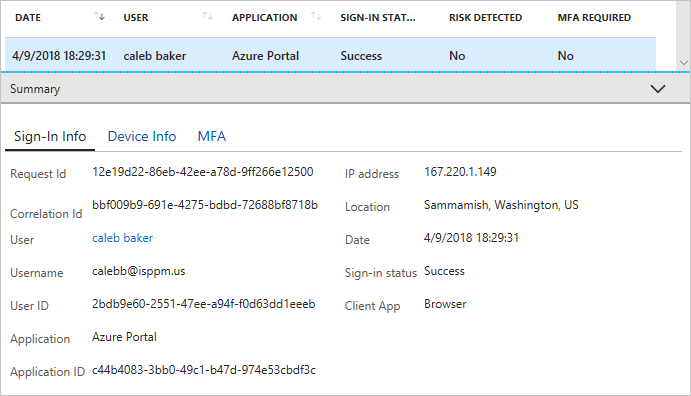 DATE USER APPLICATION SIGN-IN STAT... RISK DETECTED MFA REQUIRED
4/9/2018 18:29:31 caleb baker Azure Portal Success No No
Summary
Sign-In Info Device Info MFA
Request Id 12e19d22-86eb-42ee-a78d-9ff266e12500 IP address 167.220.1.149
Correlation Id bbf009b9-691e-4275-bdbd-72688bf8718b Location Sammamish, Washington, US
User caleb baker Date 4/9/2018 18:29:31
Username calebb@isppm.us Sign-in status Success
User ID 2bdb9e60-2551-47ee-a94f-f0d63dd1eeeb Client App Browser
Application Azure Portal
Application ID c44b4083-3bb0-49c1-b47d-974e53cbdf3c